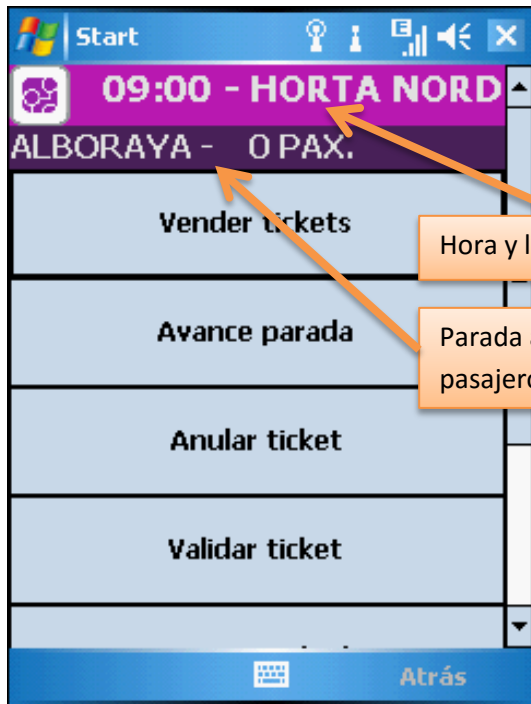 Start
09:00 - HORTA NORD
ALBORAYA - 0 PAX.
Vender tickets
Hora y
Avance parada
Parada
Anular ticket
Validar ticket
Atrás